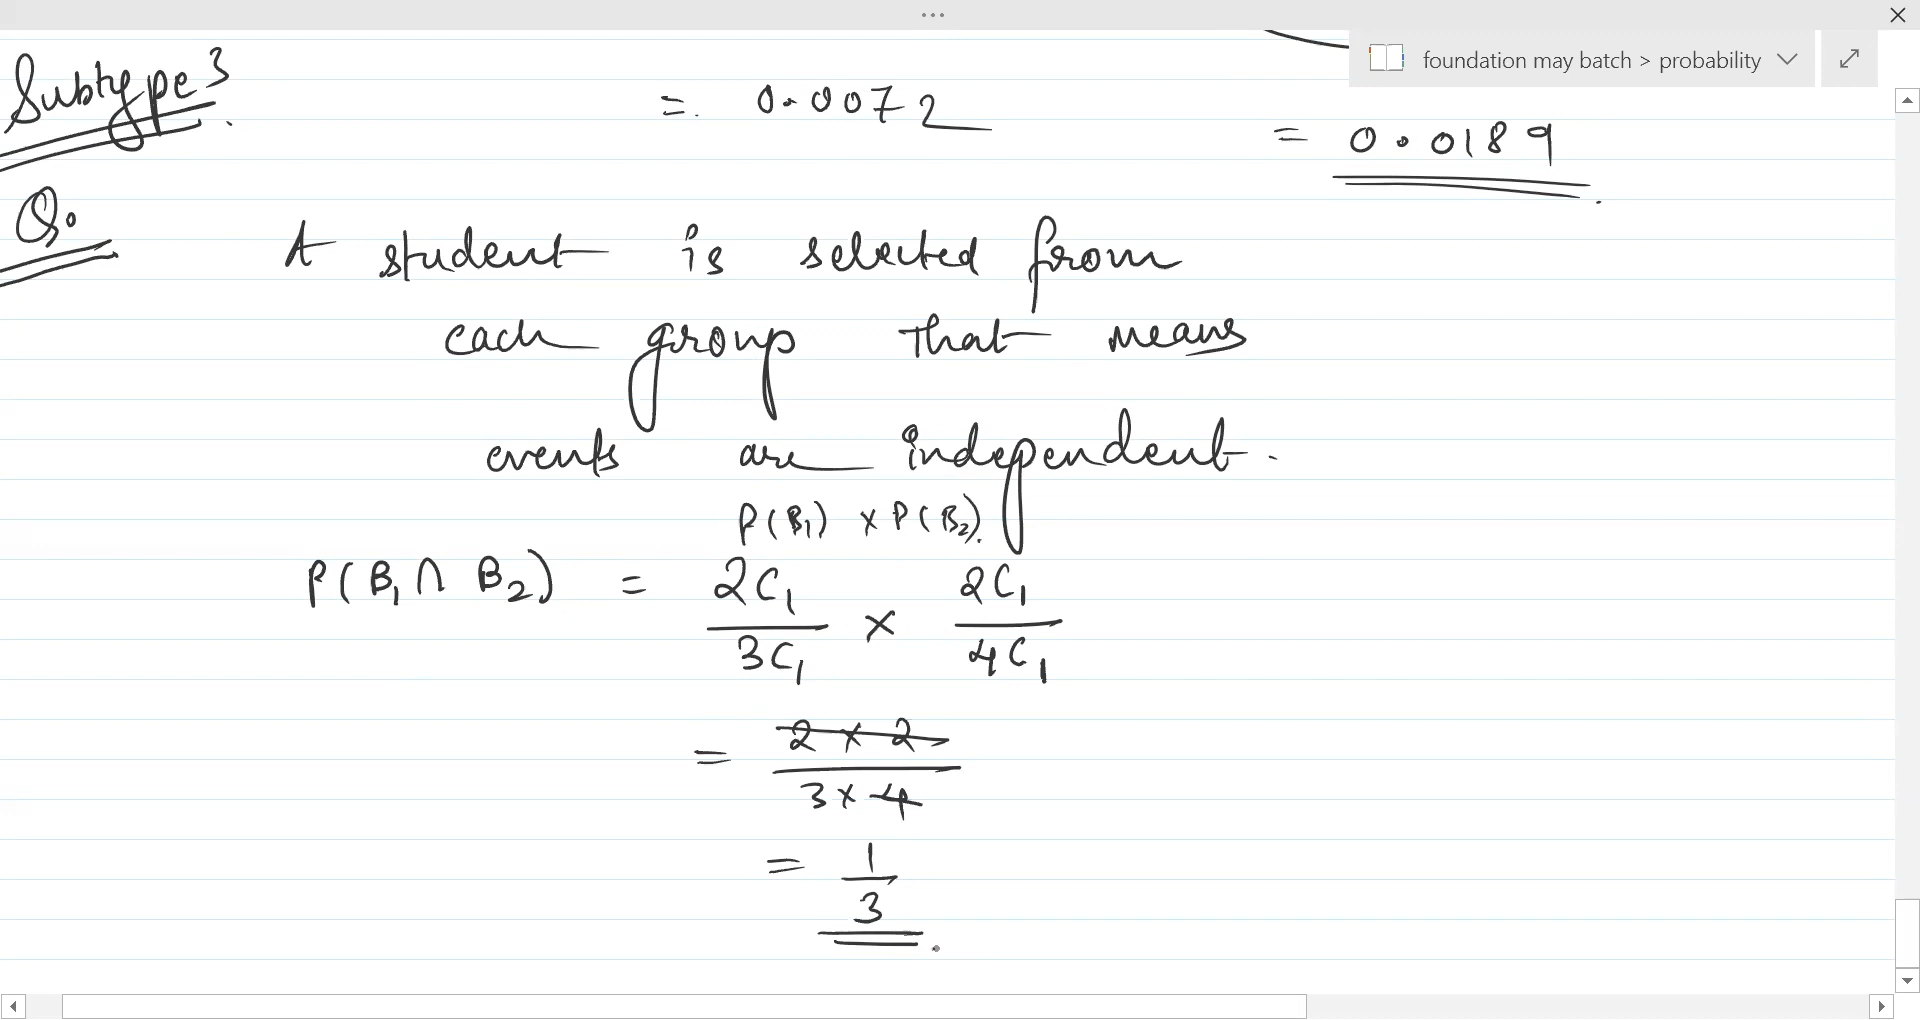 foundation may batch > probability
Subtype 3
= 0.0072
= 0.0189
Q.
A student is selected from
each group that means
events are independent.
P(B₁) × P(B₂).
P(B₁ ∩ B₂) = 2C₁/3C₁ × 2C₁/4C₁
= 2 × 2 / 3 × 4
= 1/3